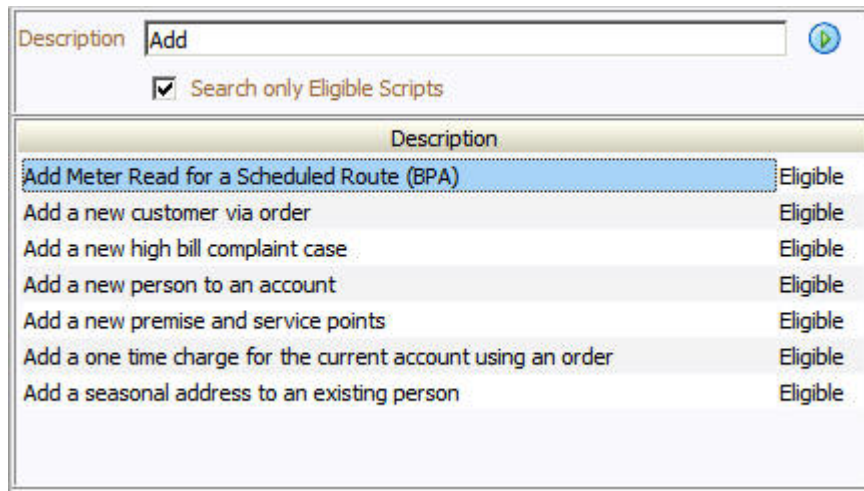 Description Add
Search only Eligible Scripts
Description
Add Meter Read for a Scheduled Route (BPA) Eligible
Add a new customer via order Eligible
Add a new high bill complaint case Eligible
Add a new person to an account Eligible
Add a new premise and service points Eligible
Add a one time charge for the current account using an order Eligible
Add a seasonal address to an existing person Eligible